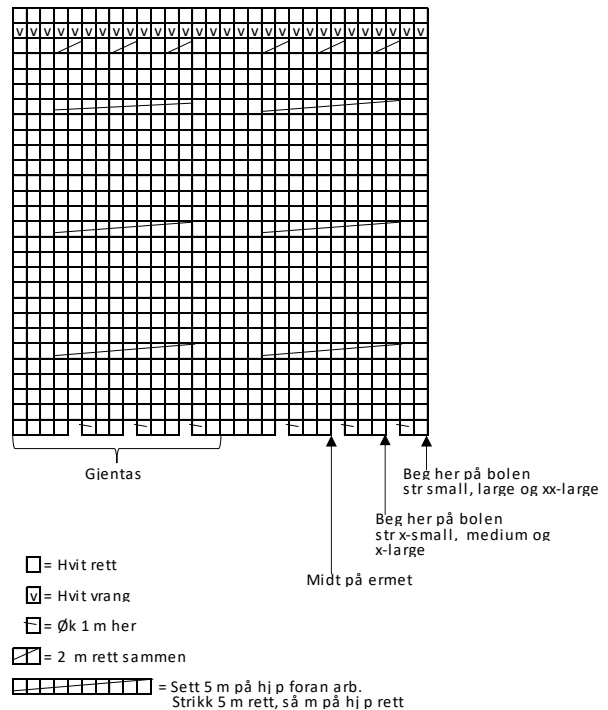 v v v v v v v v v v v v v v v v v v v v v v v v v v v v v v
Gjentas
Beg her på bolen
str small, large og xx-large
Beg her på bolen
str x-small, medium og
x-large
Midt på ermet
= Hvit rett
v = Hvit vrang
= Øk 1 m her
= 2 m rett sammen
= Sett 5 m på hj p foran arb.
Strikk 5 m rett, så m på hj p rett